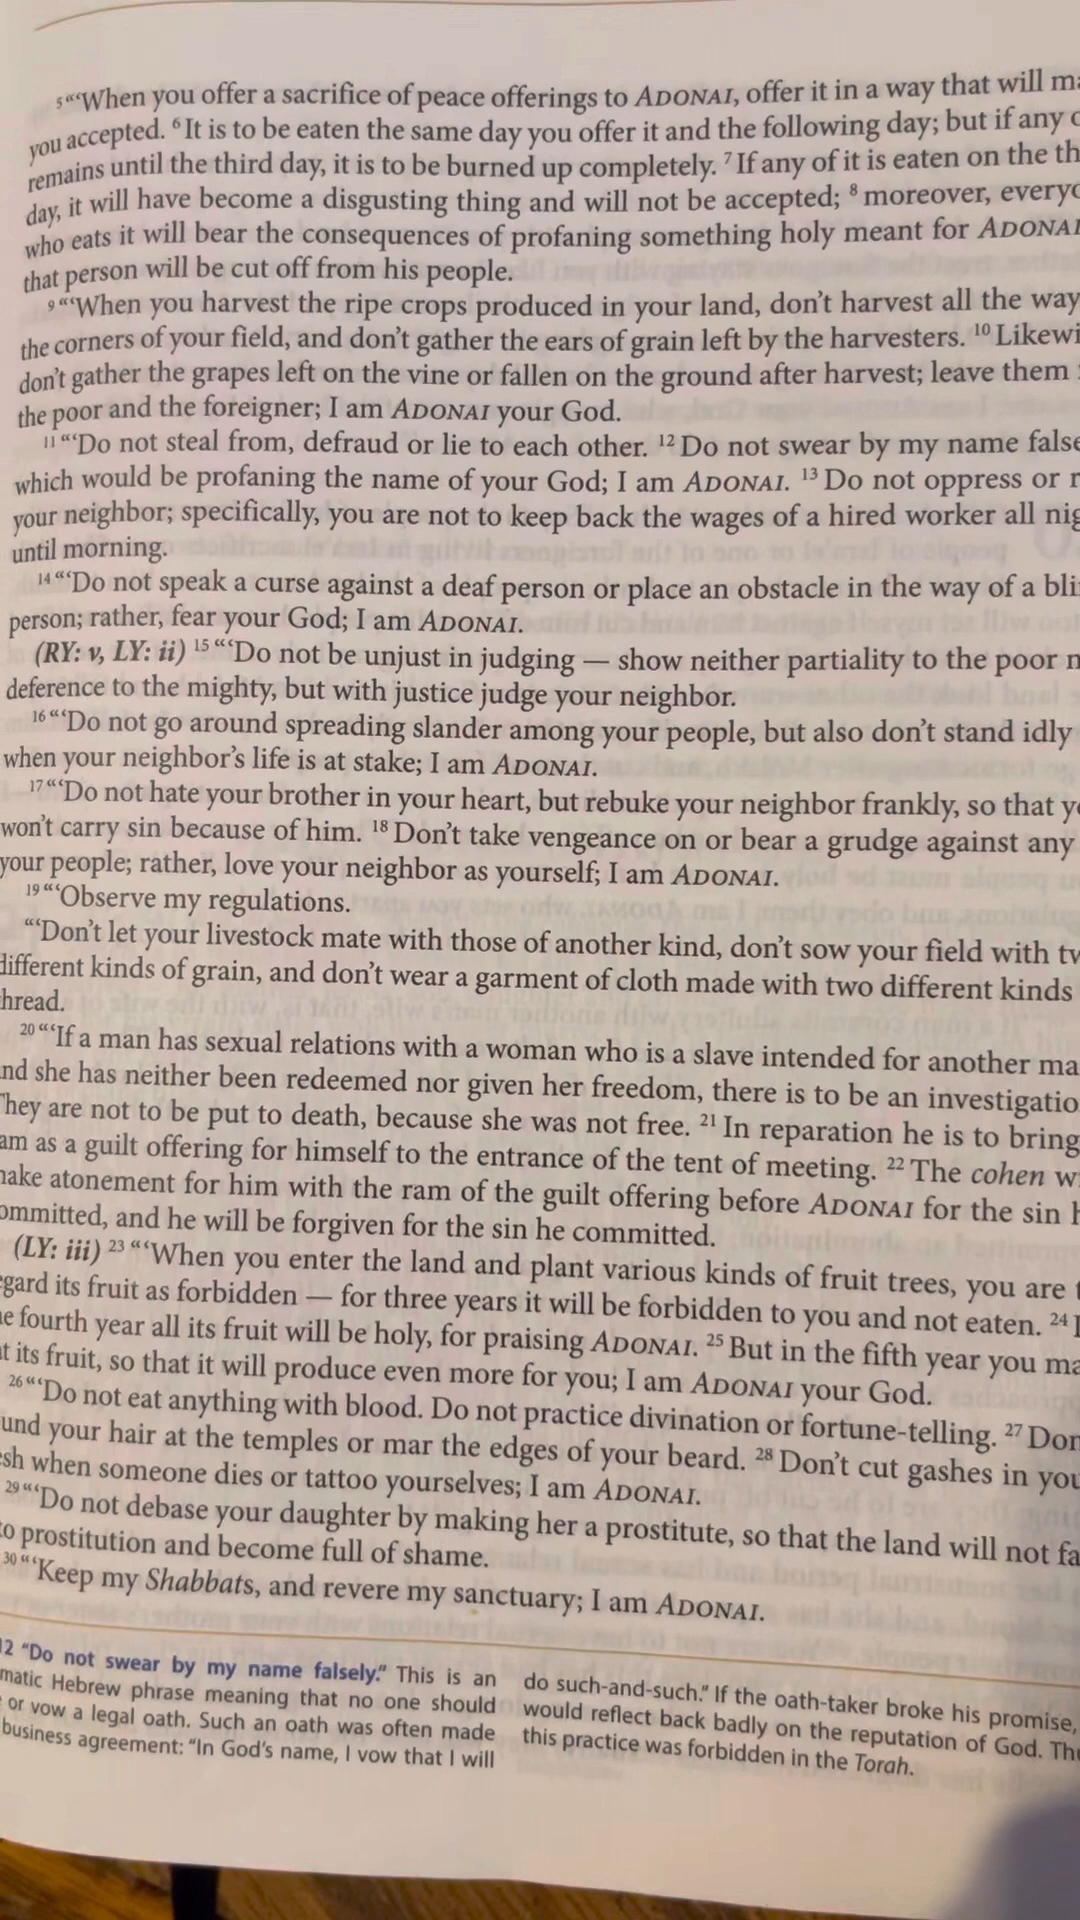 5 “‘When you offer a sacrifice of peace offerings to ADONAI, offer it in a way that will
you accepted. 6 It is to be eaten the same day you offer it and the following day; but if any
remains until the third day, it is to be burned up completely. 7 If any of it is eaten on the
day, it will have become a disgusting thing and will not be accepted; 8 moreover,
who eats it will bear the consequences of profaning something holy meant for ADONAI
that person will be cut off from his people.
9 “‘When you harvest the ripe crops produced in your land, don’t harvest all the way
the corners of your field, and don’t gather the ears of grain left by the harvesters. 10
don’t gather the grapes left on the vine or fallen on the ground after harvest; leave them
the poor and the foreigner; I am ADONAI your God.
11 “‘Do not steal from, defraud or lie to each other. 12 Do not swear by my name
which would be profaning the name of your God; I am ADONAI. 13 Do not oppress or
your neighbor; specifically, you are not to keep back the wages of a hired worker all
until morning.
14 “‘Do not speak a curse against a deaf person or place an obstacle in the way of a
person; rather, fear your God; I am ADONAI.
(RY: v, LY: ii) 15 “‘Do not be unjust in judging — show neither partiality to the poor
deference to the mighty, but with justice judge your neighbor.
16 “‘Do not go around spreading slander among your people, but also don’t stand idly
when your neighbor’s life is at stake; I am ADONAI.
17 “‘Do not hate your brother in your heart, but rebuke your neighbor frankly, so that
won’t carry sin because of him. 18 Don’t take vengeance on or bear a grudge against any
your people; rather, love your neighbor as yourself; I am ADONAI.
19 “‘Observe my regulations.
“‘Don’t let your livestock mate with those of another kind, don’t sow your field with
different kinds of grain, and don’t wear a garment of cloth made with two different kinds
hread.
20 “‘If a man has sexual relations with a woman who is a slave intended for another
nd she has neither been redeemed nor given her freedom, there is to be an
They are not to be put to death, because she was not free. 21 In reparation he is to bring
am as a guilt offering for himself to the entrance of the tent of meeting. 22 The cohen
make atonement for him with the ram of the guilt offering before ADONAI for the sin
ommitted, and he will be forgiven for the sin he committed.
(LY: iii) 23 “‘When you enter the land and plant various kinds of fruit trees, you are
egard its fruit as forbidden — for three years it will be forbidden to you and not eaten. 24
he fourth year all its fruit will be holy, for praising ADONAI. 25 But in the fifth year you
at its fruit, so that it will produce even more for you; I am ADONAI your God.
26 “‘Do not eat anything with blood. Do not practice divination or fortune-telling. 27
und your hair at the temples or mar the edges of your beard. 28 Don’t cut gashes in
esh when someone dies or tattoo yourselves; I am ADONAI.
29 “‘Do not debase your daughter by making her a prostitute, so that the land will not
to prostitution and become full of shame.
30 “‘Keep my Shabbats, and revere my sanctuary; I am ADONAI.
12 “Do not swear by my name falsely.” This is an
matic Hebrew phrase meaning that no one should
or vow a legal oath. Such an oath was often made
business agreement: “In God’s name, I vow that I will
do such-and-such.” If the oath-taker broke his promise,
would reflect back badly on the reputation of God.
this practice was forbidden in the Torah.